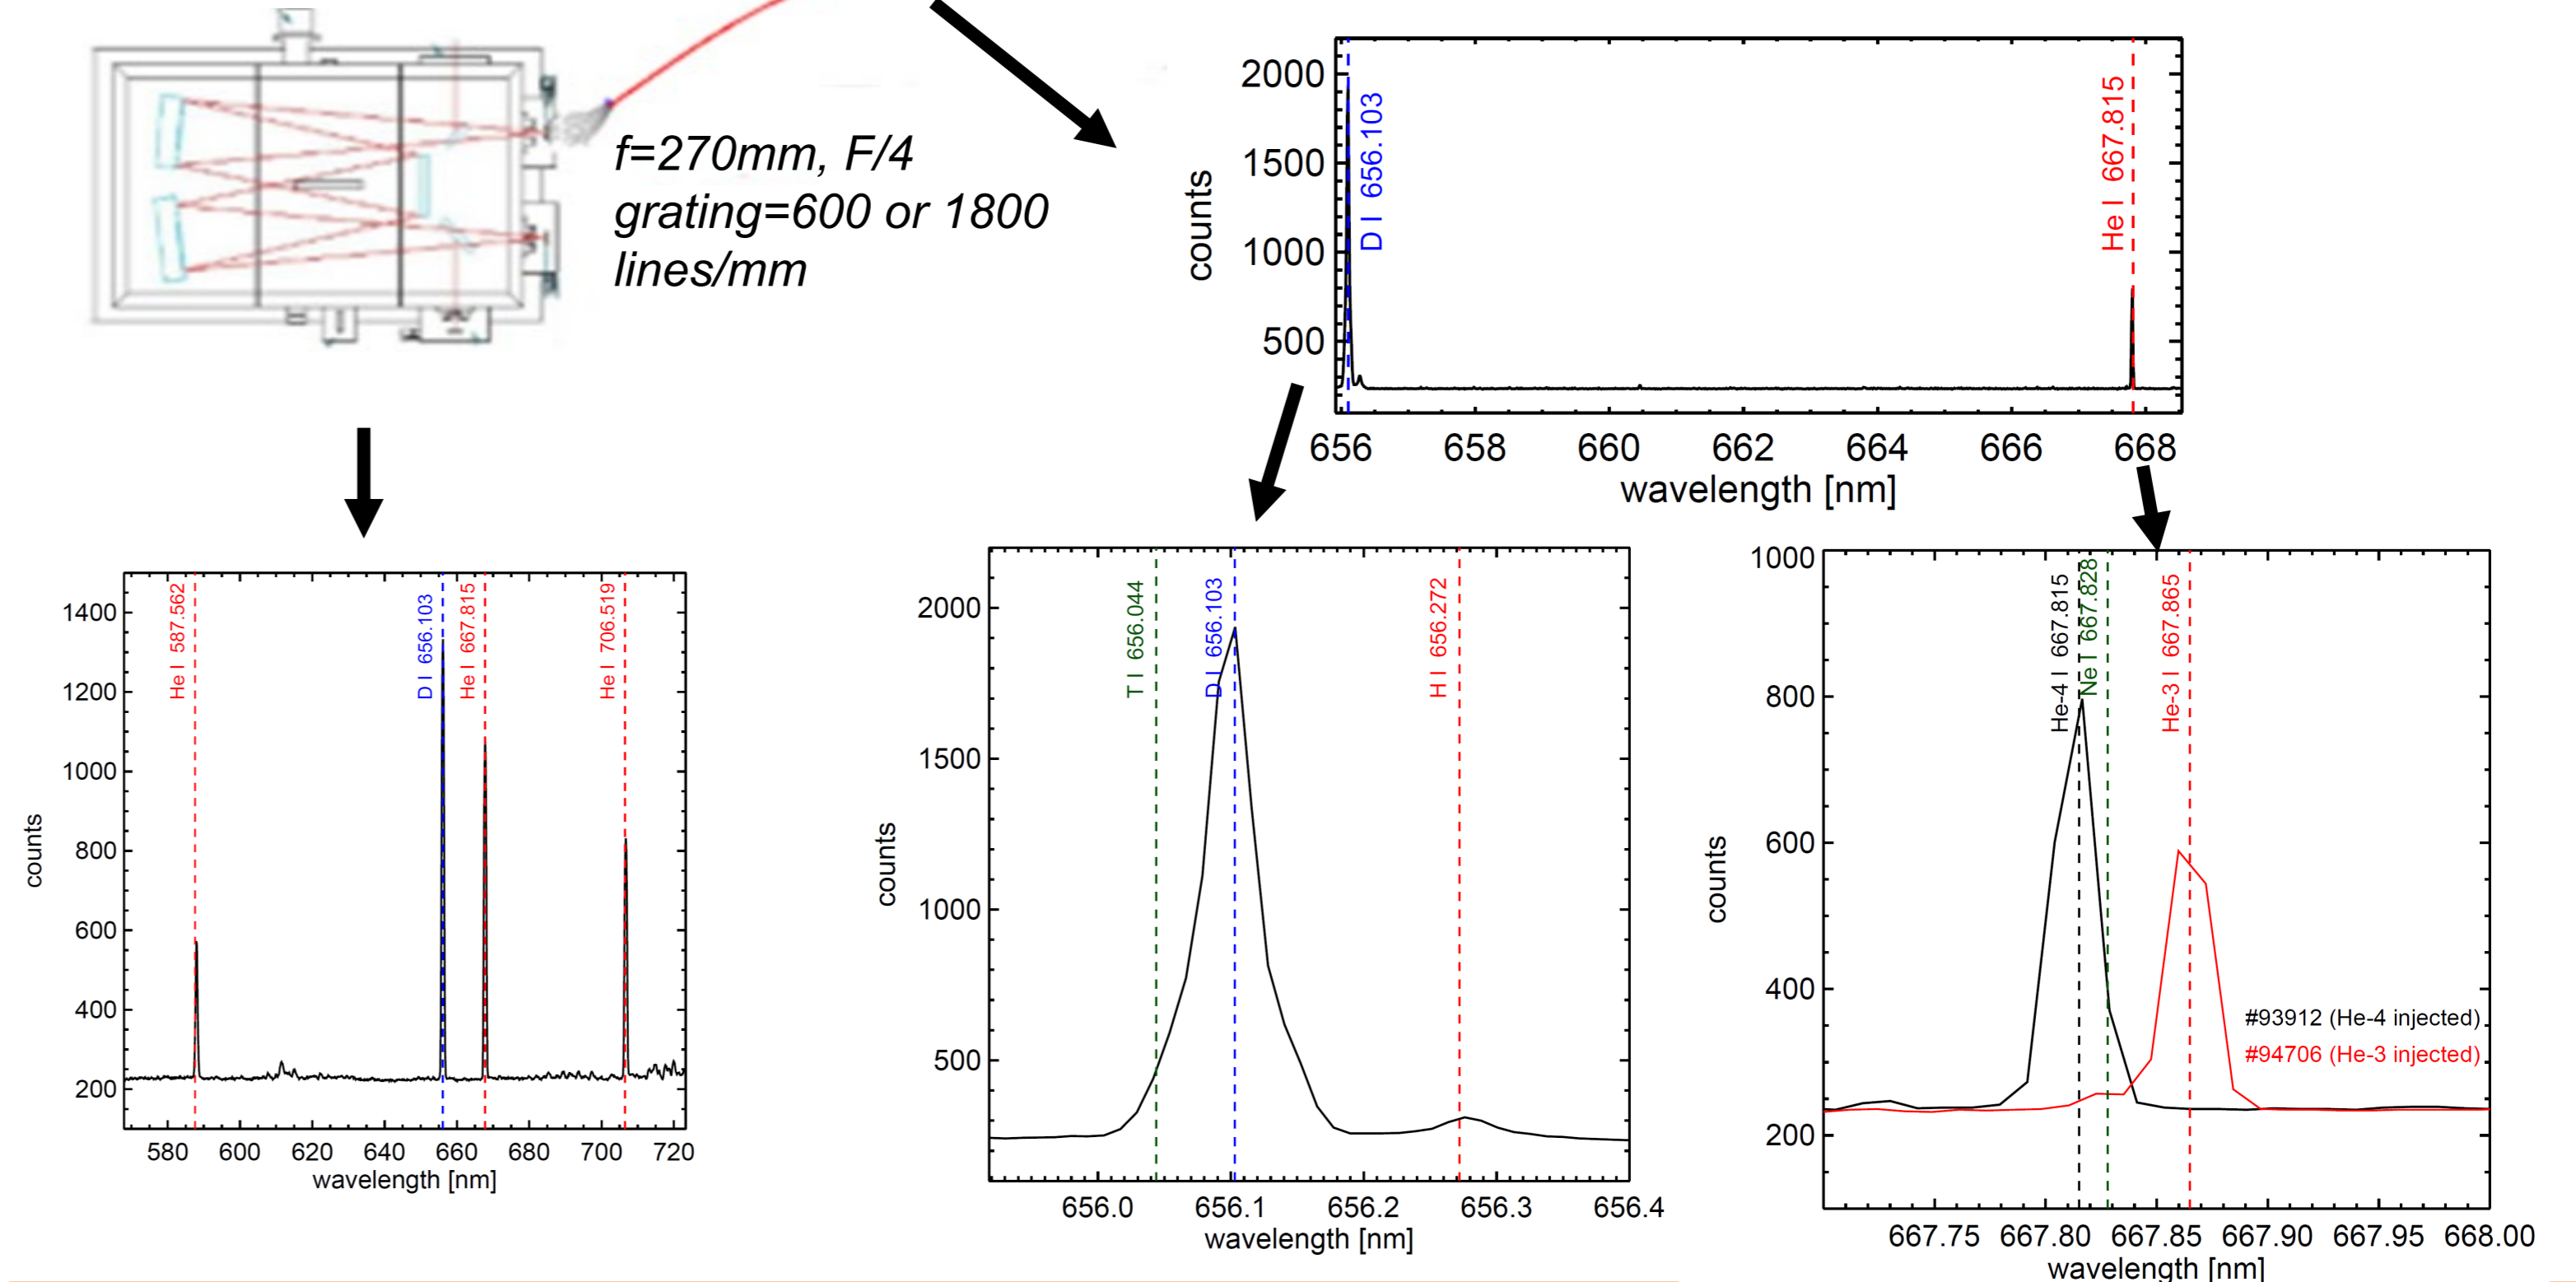 f=270mm, F/4
grating=600 or 1800
lines/mm
2000
1500
1000
500
counts
D I 656.103
He I 667.815
656 658 660 662 664 666 668
wavelength [nm]
1400
1200
1000
800
600
400
200
counts
He I 587.562
D I 656.103
He I 667.815
He I 706.519
580 600 620 640 660 680 700 720
wavelength [nm]
2000
1500
1000
500
counts
T I 656.044
D I 656.103
H I 656.272
656.0 656.1 656.2 656.3 656.4
wavelength [nm]
1000
800
600
400
200
counts
He-4 I 667.815
Ne I 667.828
He-3 I 667.865
#93912 (He-4 injected)
#94706 (He-3 injected)
667.75 667.80 667.85 667.90 667.95 668.00
wavelength [nm]